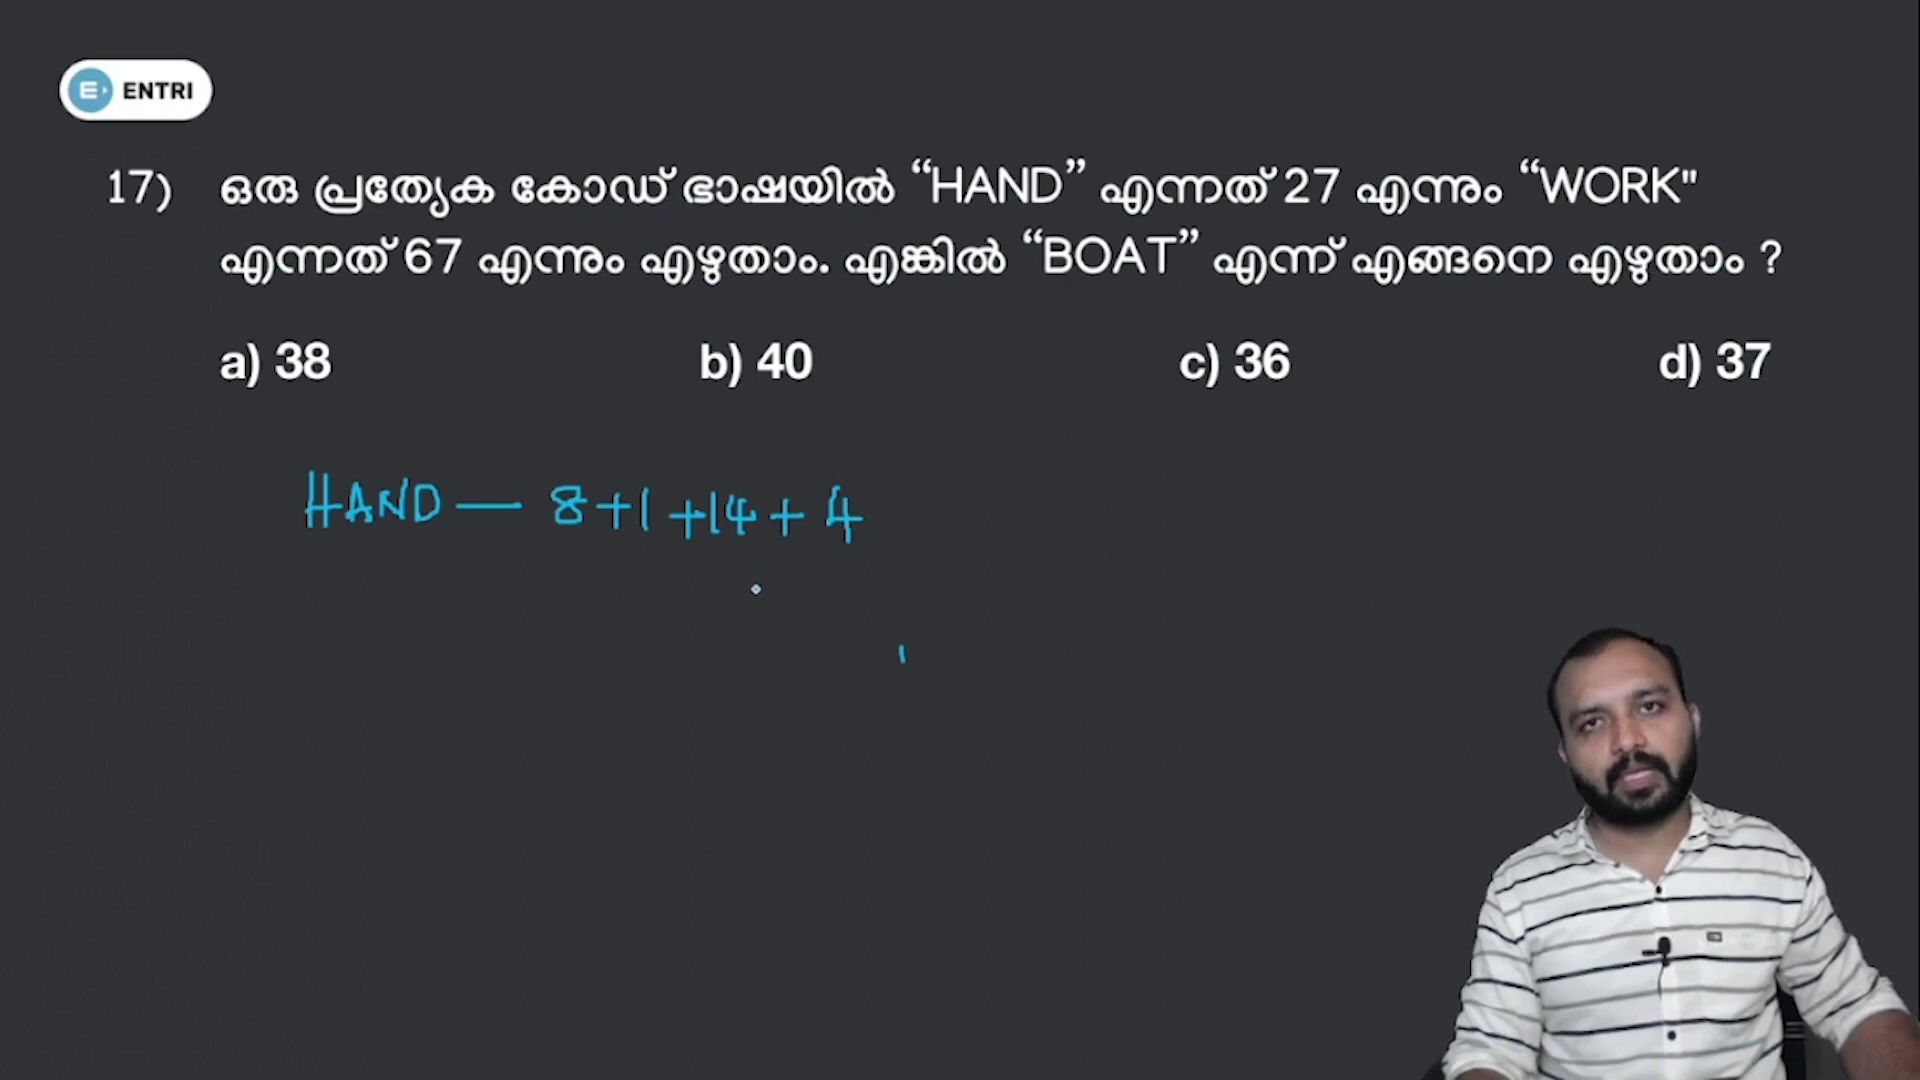 ENTRI
17) ഒരു പ്രത്യേക കോഡ് ഭാഷയിൽ “HAND” എന്നത് 27 എന്നും “WORK"
എന്നത് 67 എന്നും എഴുതാം. എങ്കിൽ “BOAT” എന്ന് എങ്ങനെ എഴുതാം ?
a) 38 b) 40 c) 36 d) 37
HAND — 8+1+14+4